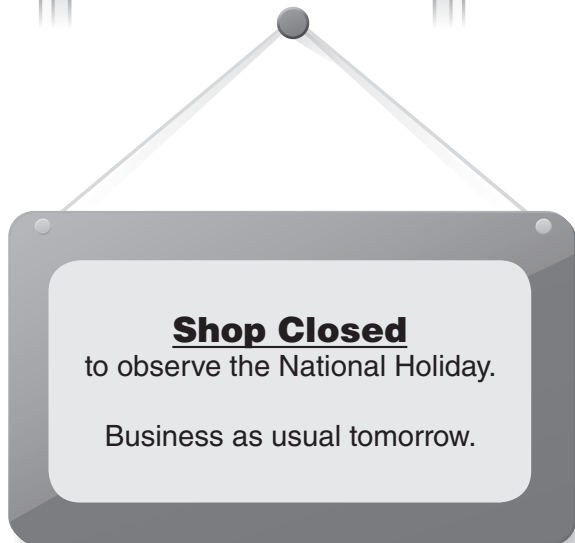 Shop Closed
to observe the National Holiday.
Business as usual tomorrow.